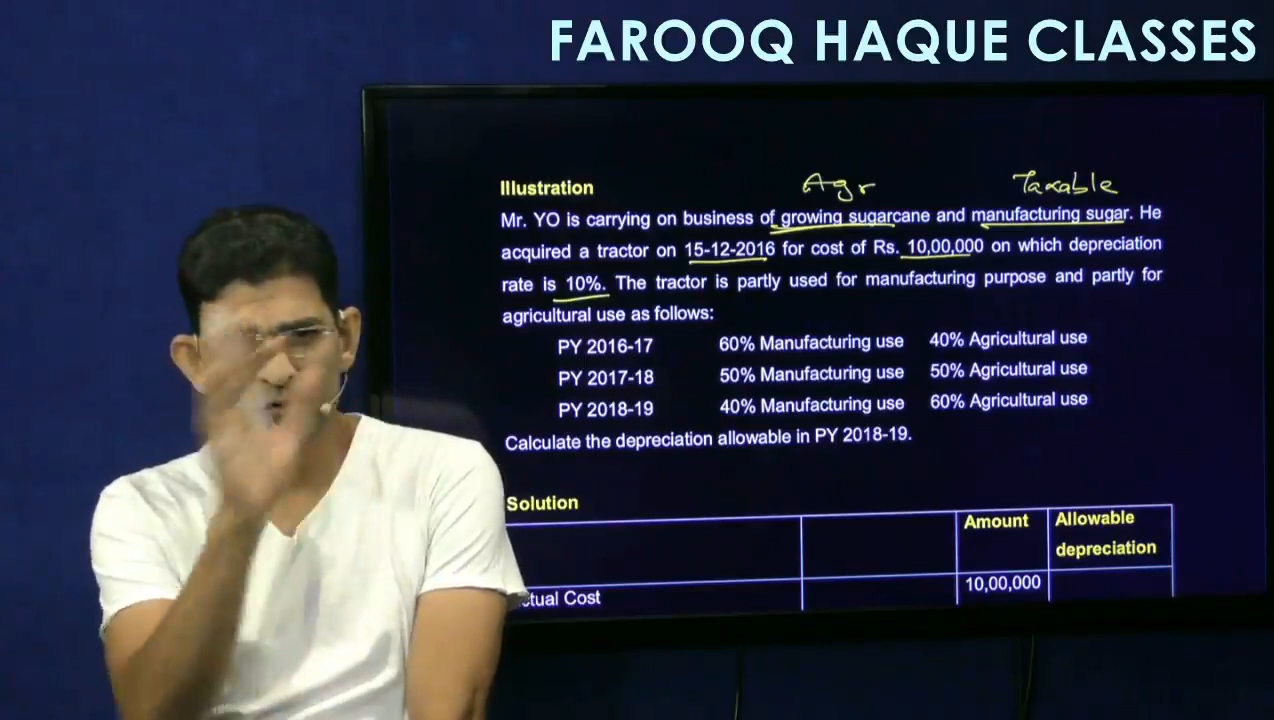 FAROOQ HAQUE CLASSES
Illustration Agr Taxable
Mr. YO is carrying on business of growing sugarcane and manufacturing sugar. He
acquired a tractor on 15-12-2016 for cost of Rs. 10,00,000 on which depreciation
rate is 10%. The tractor is partly used for manufacturing purpose and partly for
agricultural use as follows:
PY 2016-17 60% Manufacturing use 40% Agricultural use
PY 2017-18 50% Manufacturing use 50% Agricultural use
PY 2018-19 40% Manufacturing use 60% Agricultural use
Calculate the depreciation allowable in PY 2018-19.
Solution
Amount Allowable
depreciation
Cost 10,00,000